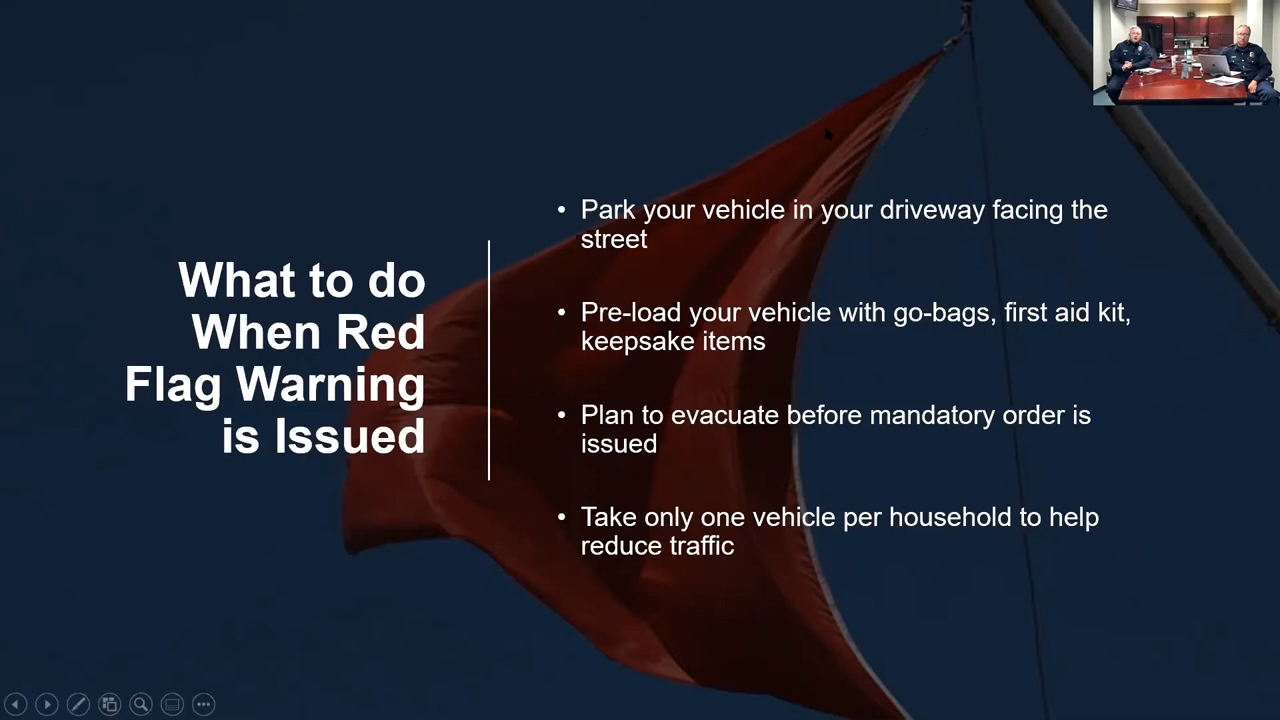 What to do
When Red
Flag Warning
is Issued
• Park your vehicle in your driveway facing the
street
• Pre-load your vehicle with go-bags, first aid kit,
keepsake items
• Plan to evacuate before mandatory order is
issued
• Take only one vehicle per household to help
reduce traffic